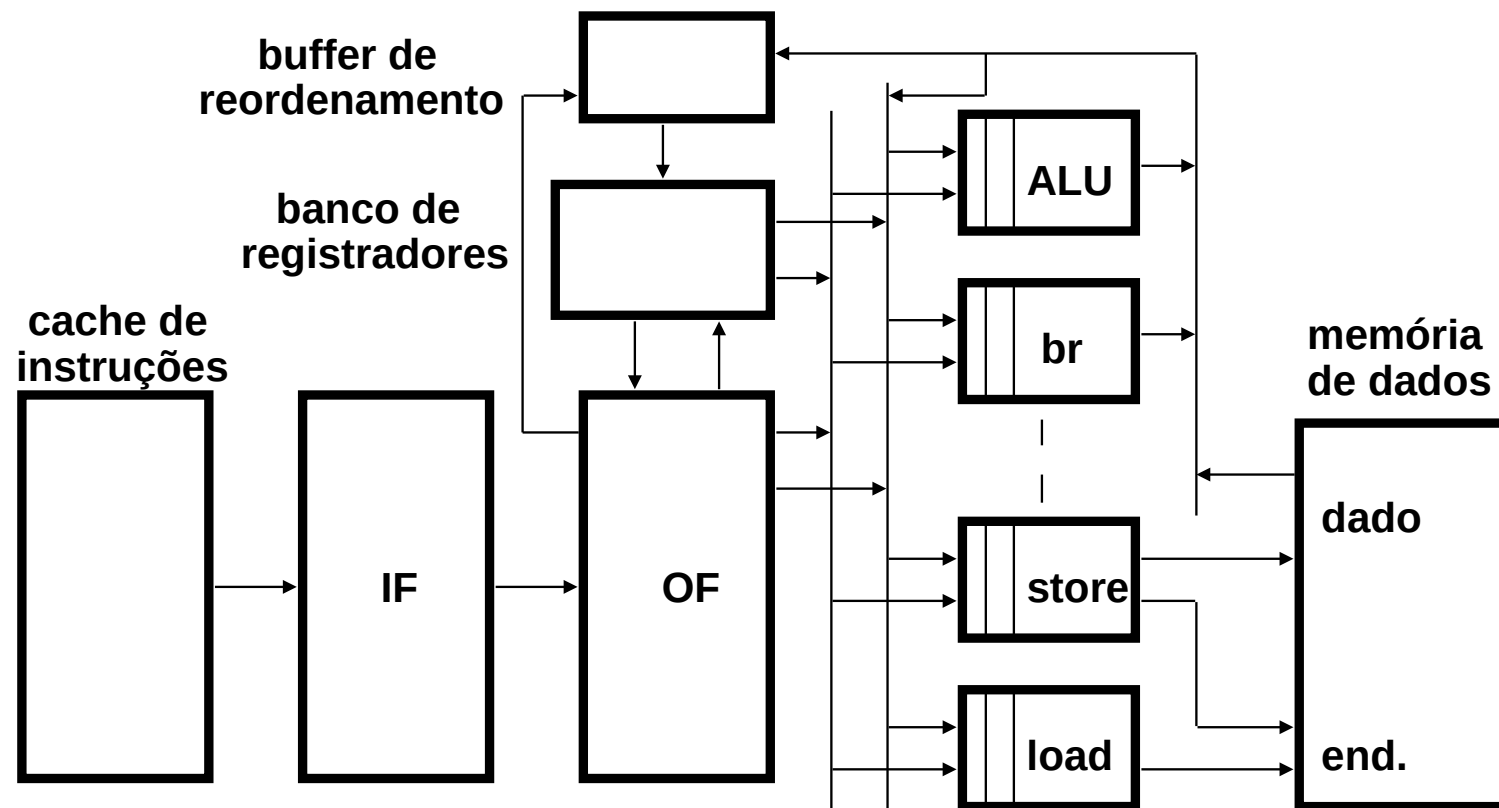 buffer de
reordenamento
ALU
banco de
registradores
cache de
instruções
br
memória
de dados
dado
IF
OF
store
load
end.